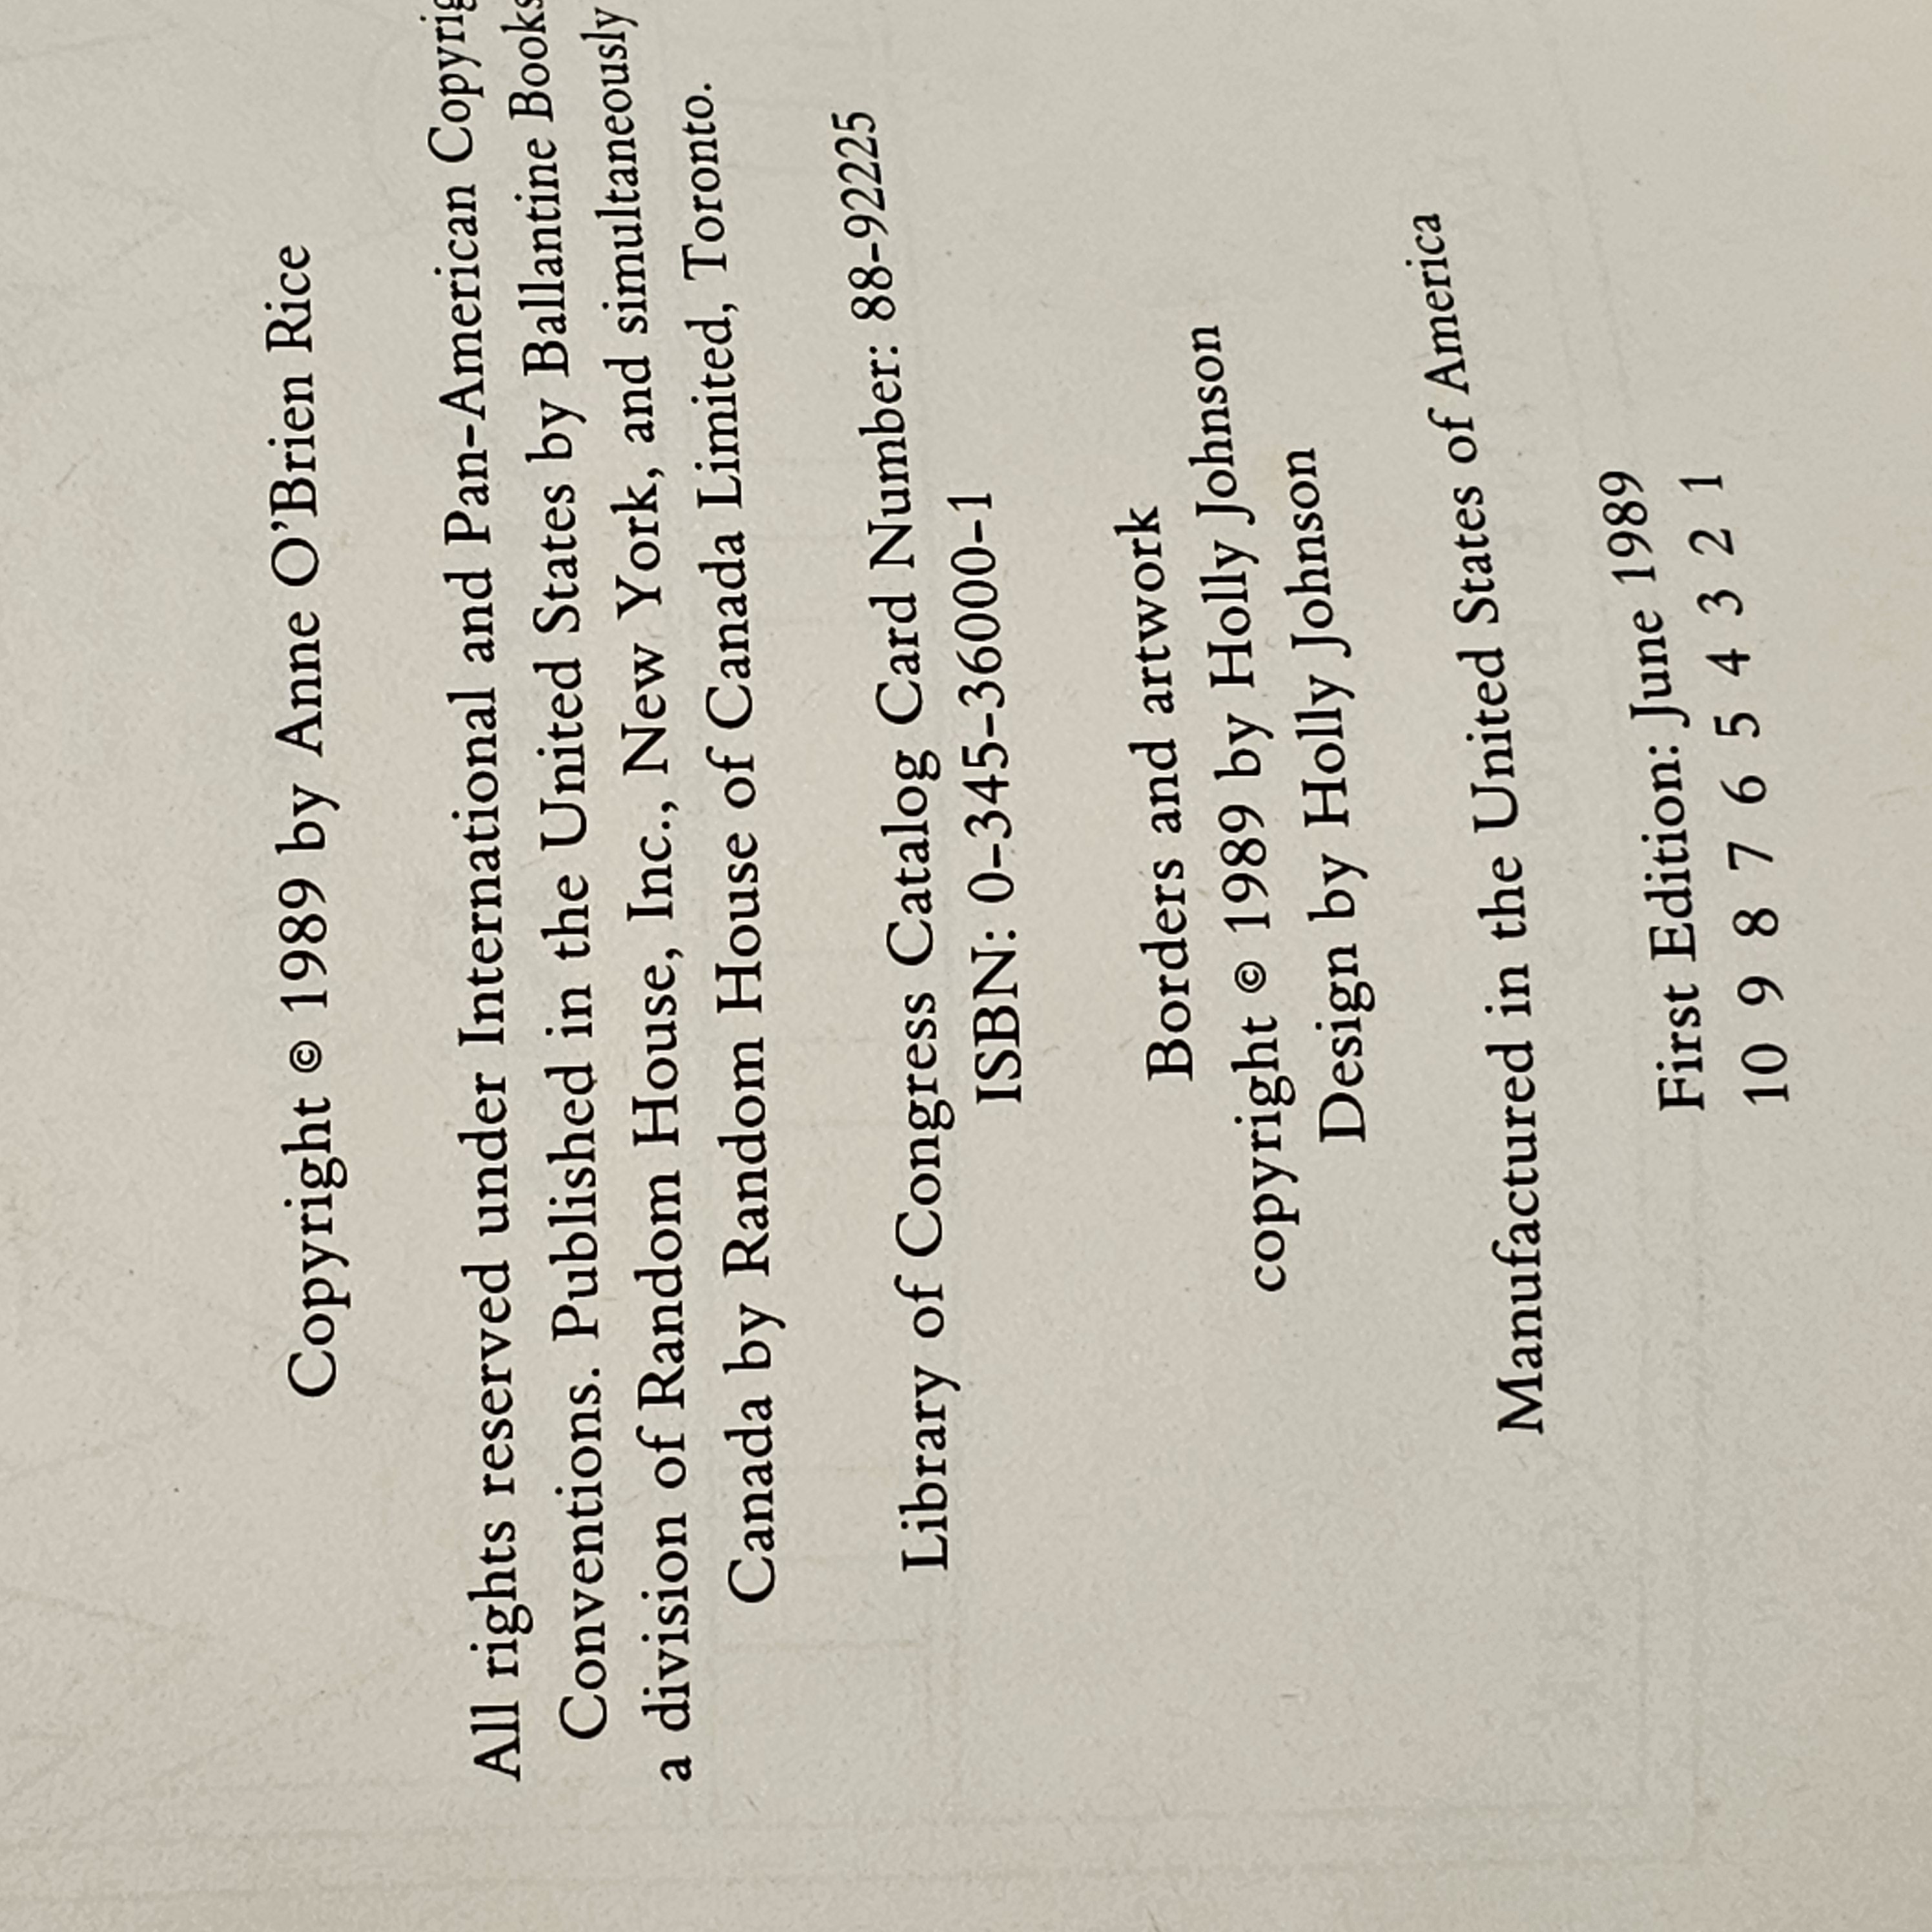 Copyright © 1989 by Anne O'Brien Rice
All rights reserved under International and Pan-American Copyrig
Conventions. Published in the United States by Ballantine Books
a division of Random House, Inc., New York, and simultaneously
Canada by Random House of Canada Limited, Toronto.
Library of Congress Catalog Card Number: 88-92225
ISBN: 0-345-36000-1
Borders and artwork
copyright © 1989 by Holly Johnson
Design by Holly Johnson
Manufactured in the United States of America
First Edition: June 1989
10 9 8 7 6 5 4 3 2 1